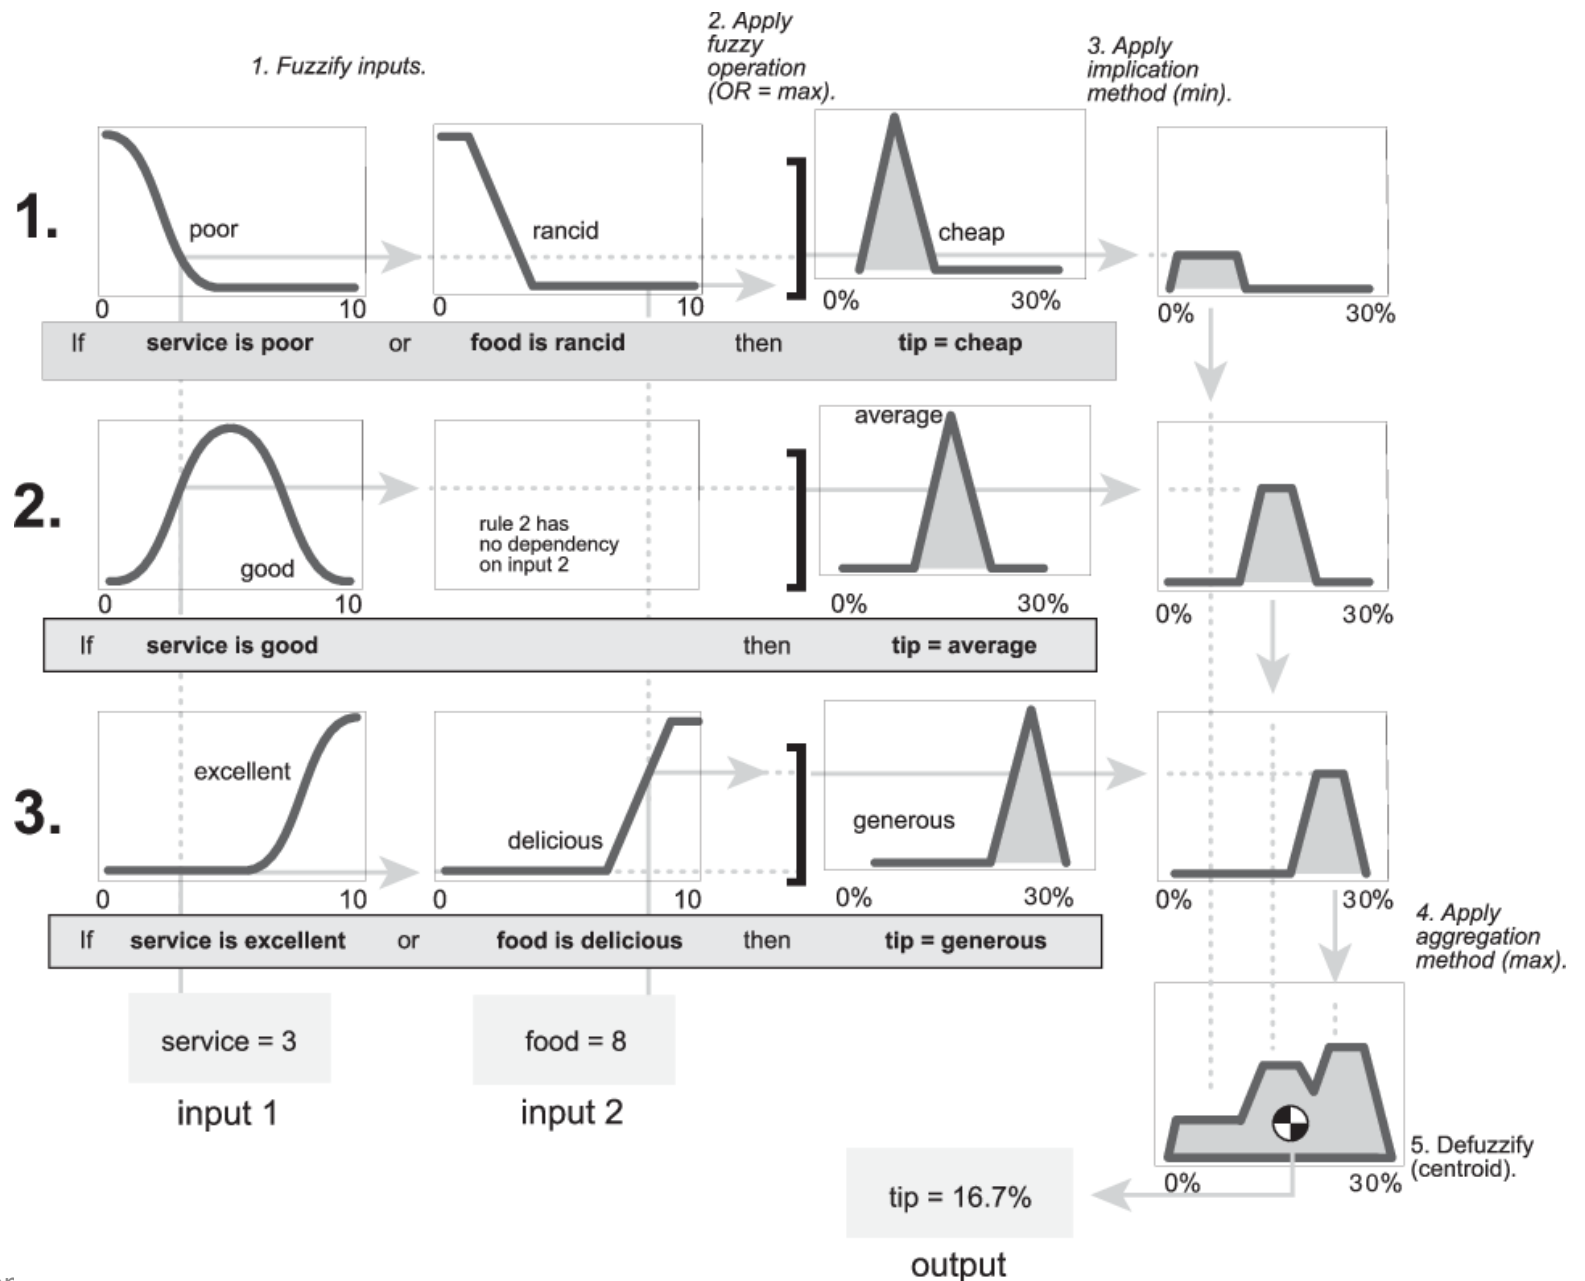 1. Fuzzify inputs.
2. Apply
fuzzy
operation
(OR = max).
3. Apply
implication
method (min).
1.
poor
rancid
cheap
0
10
0
10
0%
30%
0%
30%
If service is poor or food is rancid then tip = cheap
2.
good
rule 2 has
no dependency
on input 2
average
0
10
0%
30%
0%
30%
If service is good then tip = average
3.
excellent
delicious
generous
0
10
0
10
0%
30%
0%
30%
If service is excellent or food is delicious then tip = generous
4. Apply
aggregation
method (max).
service = 3
food = 8
input 1
input 2
0%
30%
5. Defuzzify
(centroid).
tip = 16.7%
output